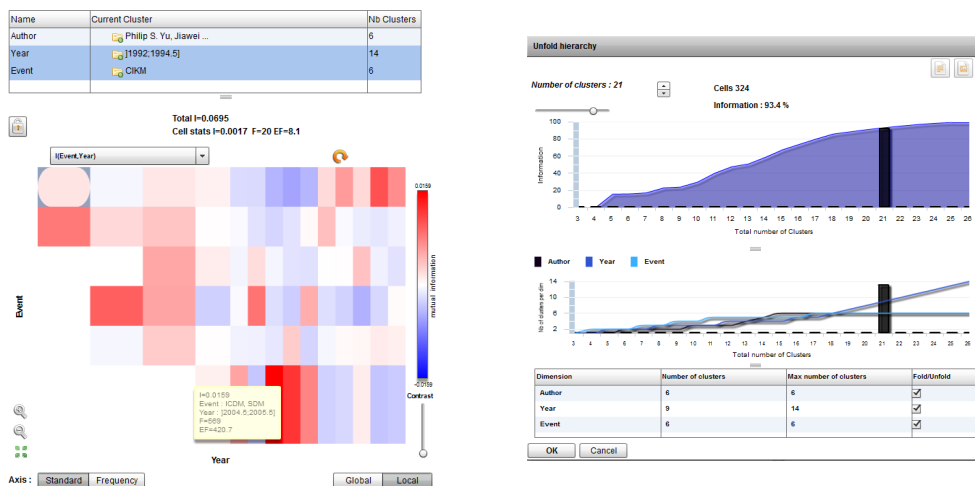 Name Current Cluster Nb Clusters
Author Philip S. Yu, Jiawei ... 6
Year ]1992;1994.5] 14
Event CIKM 6
Total I=0.0695
Cell stats I=0.0017 F=20 EF=8.1
I(Event,Year)
0.0159
mutual information
-0.0159
Contrast
Event
I=0.0159
Event : ICDM, SDM
Year : ]2004.5;2005.5]
F=569
EF=420.7
Year
Axis : Standard Frequency Global Local
Unfold hierarchy
Number of clusters : 21
Cells 324
Information : 93.4 %
Information
100
80
60
40
20
0
3 4 5 6 7 8 9 10 11 12 13 14 15 16 17 18 19 20 21 22 23 24 25 26
Total number of Clusters
Author Year Event
No of clusters per dim
14
10
6
2
3 4 5 6 7 8 9 10 11 12 13 14 15 16 17 18 19 20 21 22 23 24 25 26
Total number of Clusters
Dimension Number of clusters Max number of clusters Fold/Unfold
Author 6 6
Year 9 14
Event 6 6
OK Cancel